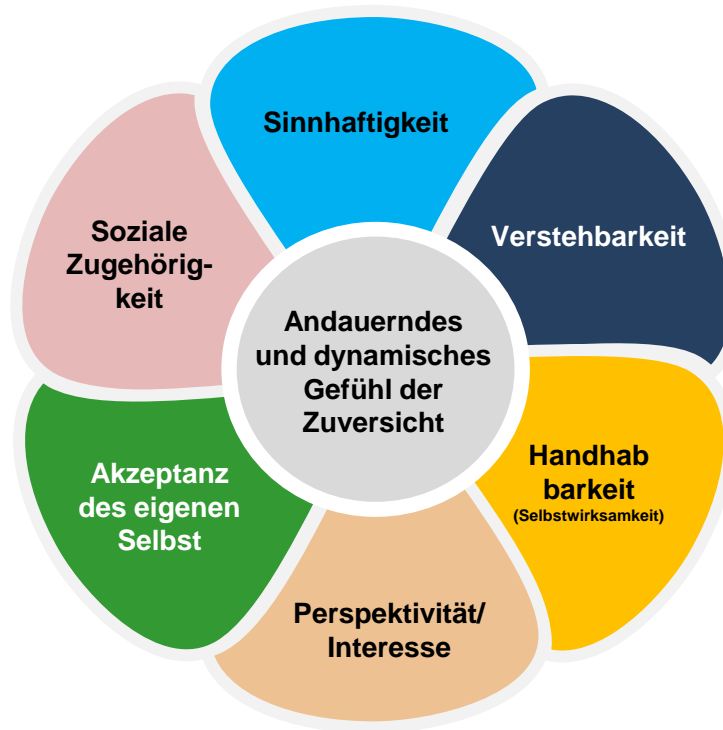 Sinnhaftigkeit
Verstehbarkeit
Handhab
barkeit
(Selbstwirksamkeit)
Perspektivität/
Interesse
Akzeptanz
des eigenen
Selbst
Soziale
Zugehörig-
keit
Andauerndes
und dynamisches
Gefühl der
Zuversicht